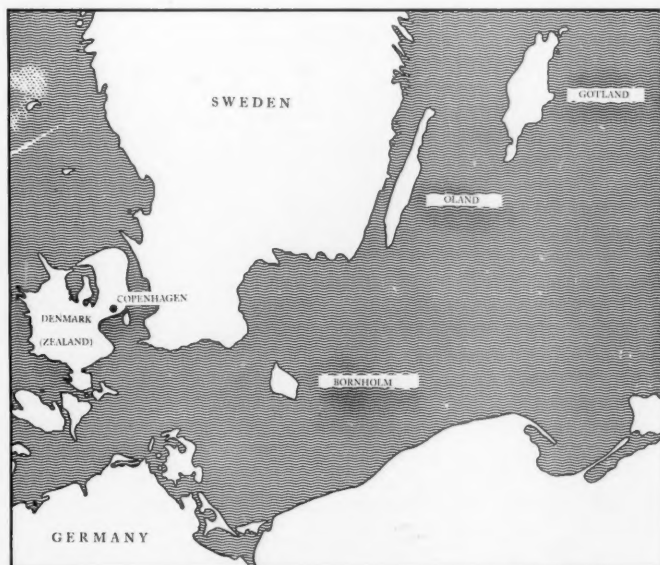 SWEDEN
GOTLAND
OLAND
COPENHAGEN
DENMARK
(ZEALAND)
BORNHOLM
GERMANY